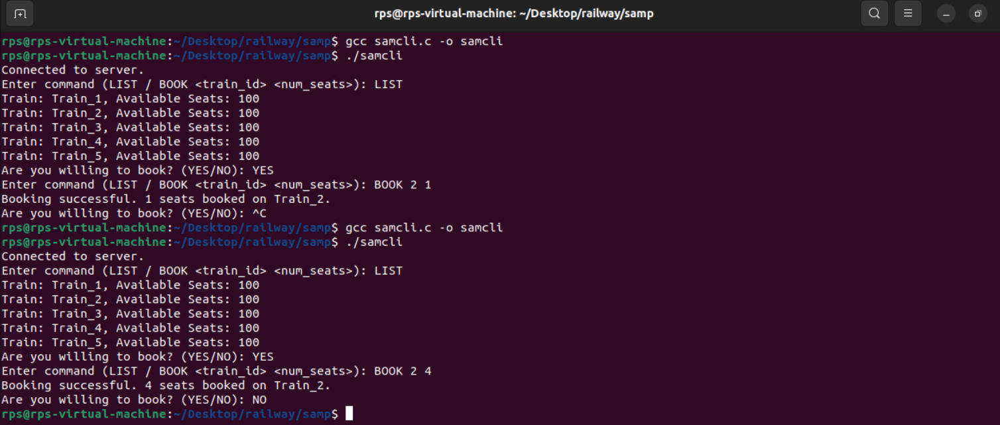 rps@rps-virtual-machine: ~/Desktop/railway/samp
rps@rps-virtual-machine:~/Desktop/railway/samp$ gcc samcli.c -o samcli
rps@rps-virtual-machine:~/Desktop/railway/samp$ ./samcli
Connected to server.
Enter command (LIST / BOOK <train_id> <num_seats>): LIST
Train: Train_1, Available Seats: 100
Train: Train_2, Available Seats: 100
Train: Train_3, Available Seats: 100
Train: Train_4, Available Seats: 100
Train: Train_5, Available Seats: 100
Are you willing to book? (YES/NO): YES
Enter command (LIST / BOOK <train_id> <num_seats>): BOOK 2 1
Booking successful. 1 seats booked on Train_2.
Are you willing to book? (YES/NO): ^C
rps@rps-virtual-machine:~/Desktop/railway/samp$ gcc samcli.c -o samcli
rps@rps-virtual-machine:~/Desktop/railway/samp$ ./samcli
Connected to server.
Enter command (LIST / BOOK <train_id> <num_seats>): LIST
Train: Train_1, Available Seats: 100
Train: Train_2, Available Seats: 100
Train: Train_3, Available Seats: 100
Train: Train_4, Available Seats: 100
Train: Train_5, Available Seats: 100
Are you willing to book? (YES/NO): YES
Enter command (LIST / BOOK <train_id> <num_seats>): BOOK 2 4
Booking successful. 4 seats booked on Train_2.
Are you willing to book? (YES/NO): NO
rps@rps-virtual-machine:~/Desktop/railway/samp$